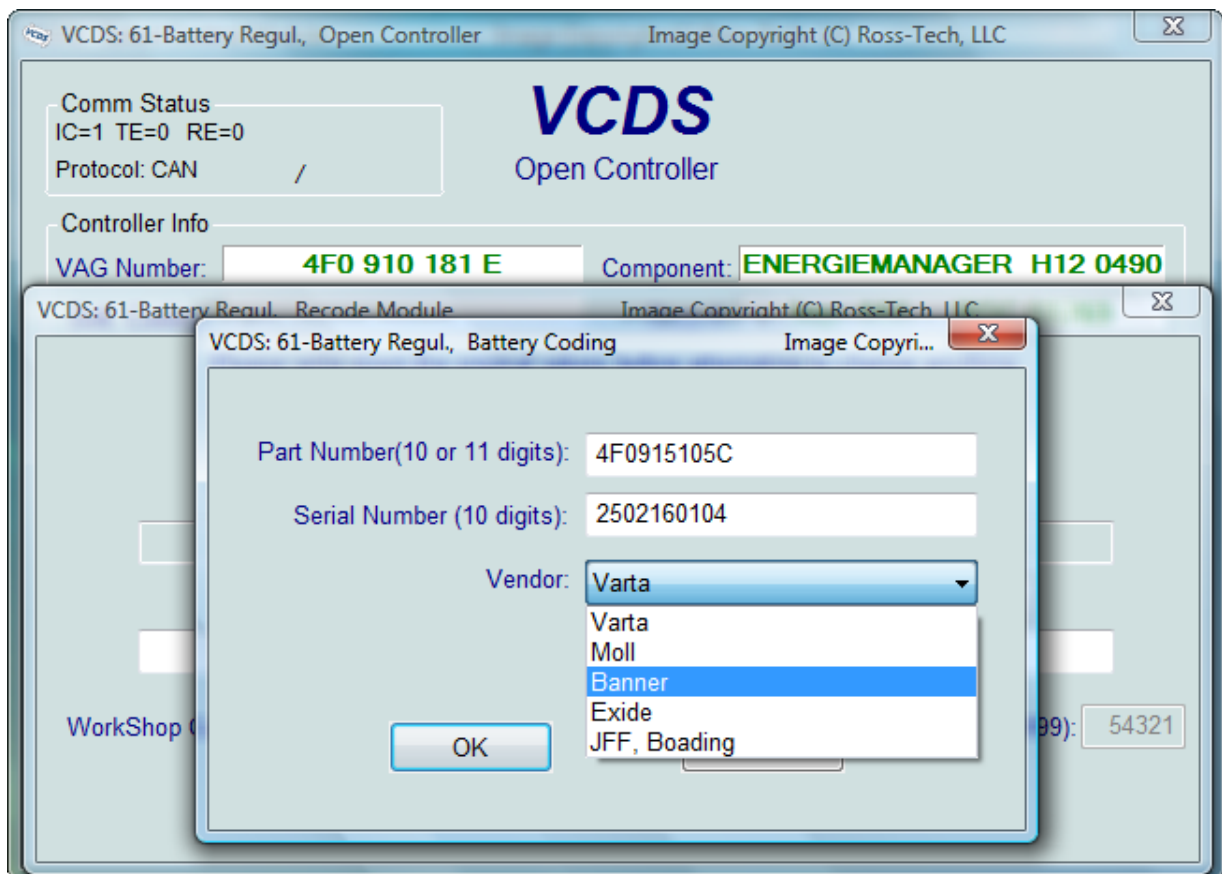 VCDS: 61-Battery Regul., Open Controller Image Copyright (C) Ross-Tech, LLC
Comm Status
IC=1 TE=0 RE=0
Protocol: CAN /
VCDS
Open Controller
Controller Info
VAG Number: 4F0 910 181 E Component: ENERGIEMANAGER H12 0490
VCDS: 61-Battery Regul., Recode Module Image Copyright (C) Ross-Tech, LLC
VCDS: 61-Battery Regul., Battery Coding Image Copyri...
Part Number(10 or 11 digits): 4F0915105C
Serial Number (10 digits): 2502160104
Vendor: Varta
Varta
Moll
Banner
Exide
JFF, Boading
WorkShop 99): 54321
OK